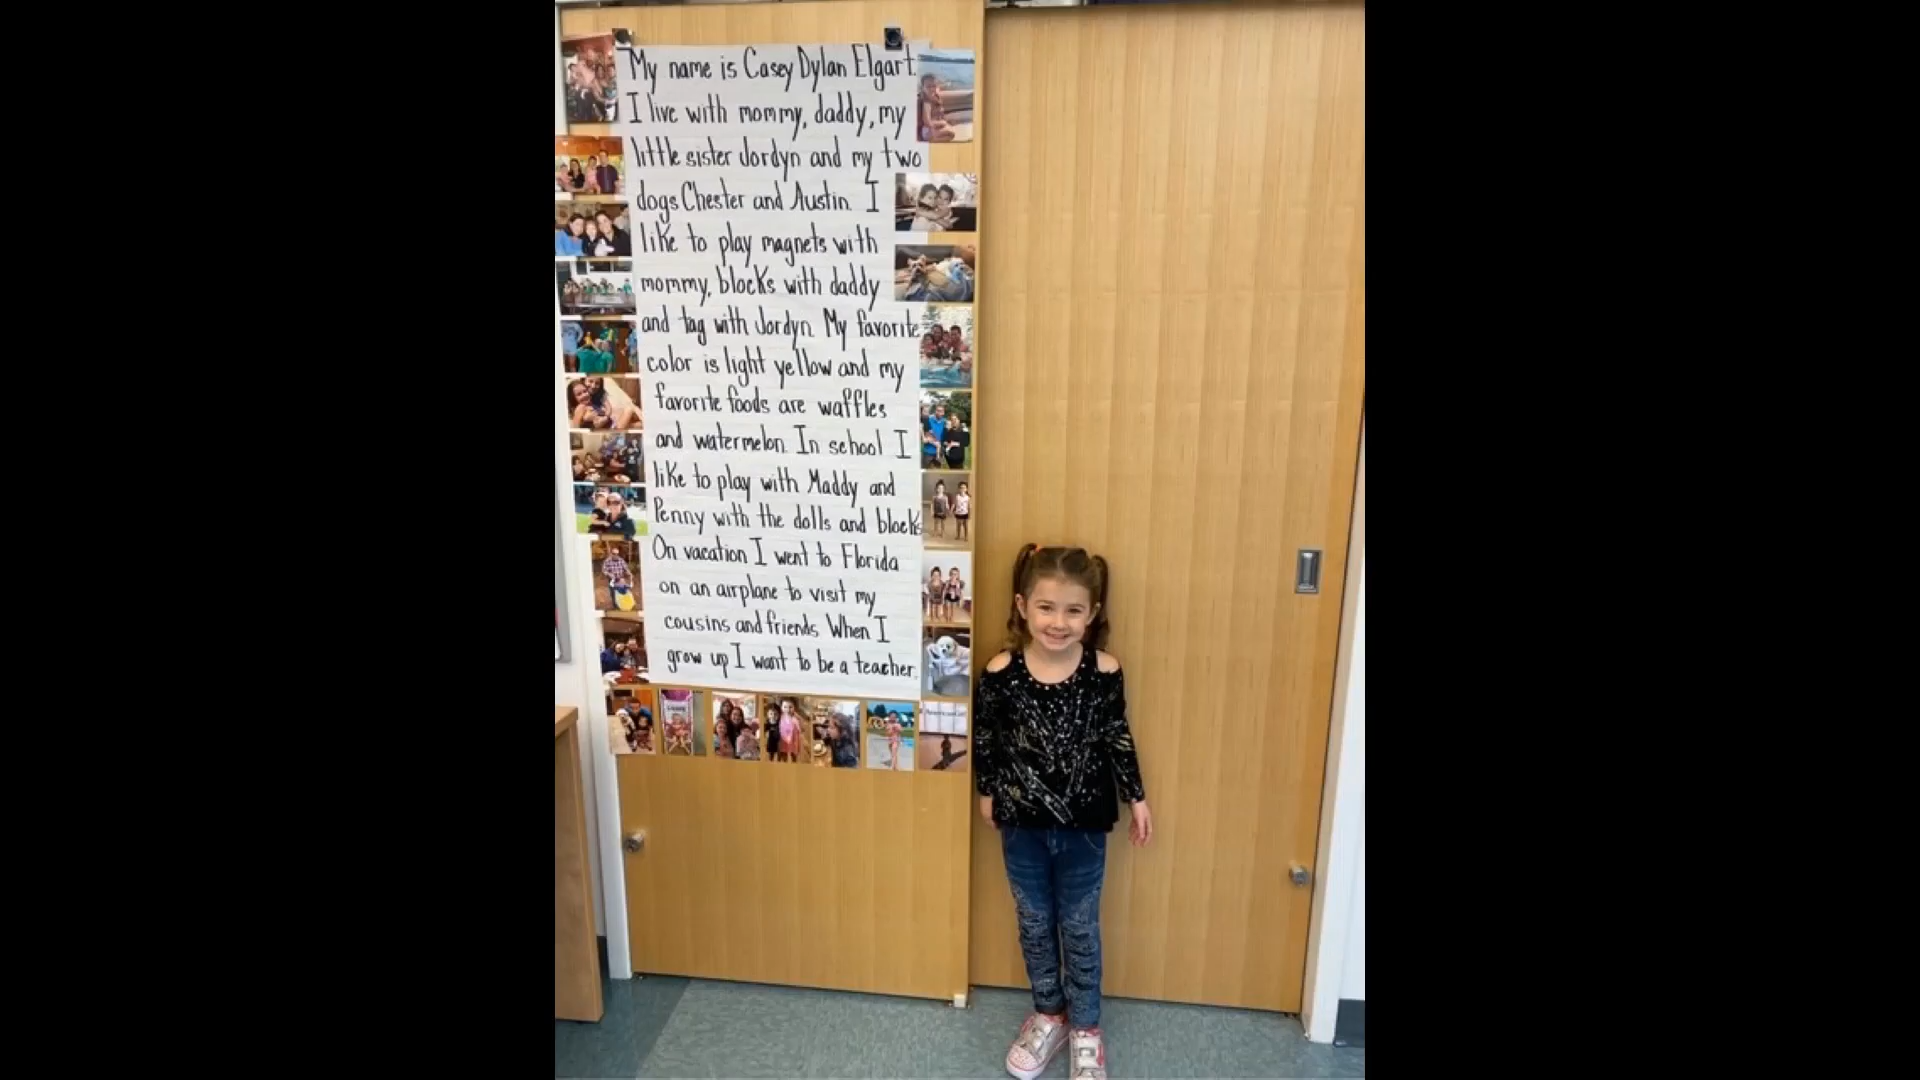 My name is Casey Dylan Elgart.
I live with mommy, daddy, my
little sister Jordyn and my two
dogs Chester and Austin. I
like to play magnets with
mommy, blocks with daddy
and tag with Jordyn. My favorite
color is light yellow and my
favorite foods are waffles
and watermelon. In school I
like to play with Maddy and
Penny with the dolls and blocks
On vacation I went to Florida
on an airplane to visit my
cousins and friends. When I
grow up I want to be a teacher.